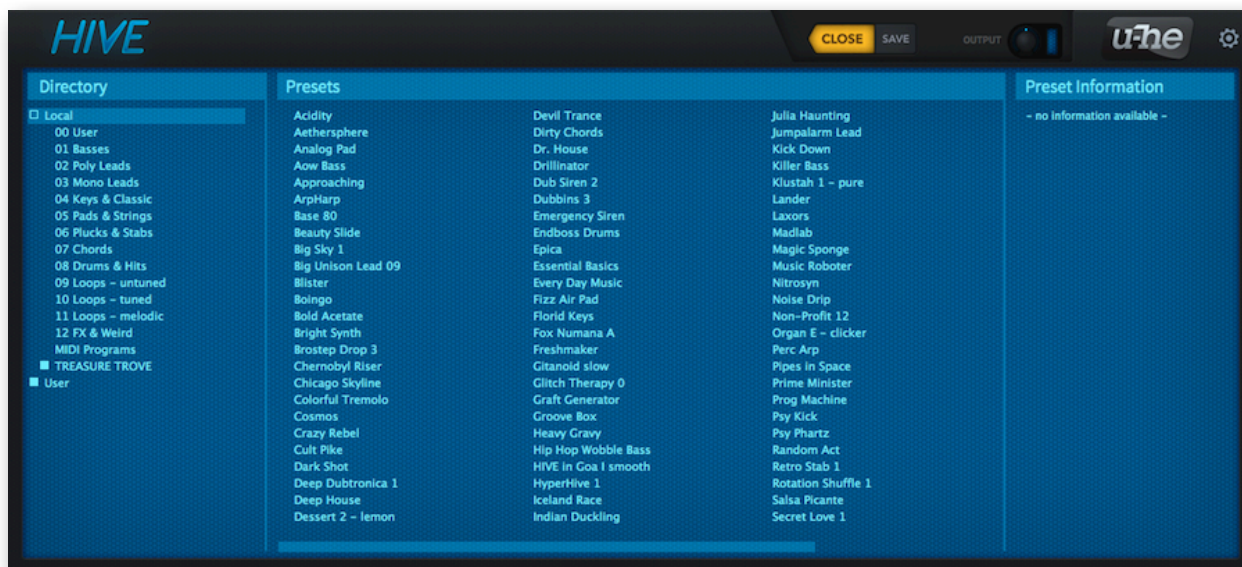 HIVE
CLOSE
SAVE
OUTPUT
u-he
Directory
Local
00 User
01 Basses
02 Poly Leads
03 Mono Leads
04 Keys & Classic
05 Pads & Strings
06 Plucks & Stabs
07 Chords
08 Drums & Hits
09 Loops – untuned
10 Loops – tuned
11 Loops – melodic
12 FX & Weird
MIDI Programs
TREASURE TROVE
User
Presets
Acidity
Aethersphere
Analog Pad
Aow Bass
Approaching
ArpHarp
Base 80
Beauty Slide
Big Sky 1
Big Unison Lead 09
Blister
Boingo
Bold Acetate
Bright Synth
Brostep Drop 3
Chernobyl Riser
Chicago Skyline
Colorful Tremolo
Cosmos
Crazy Rebel
Cult Pike
Dark Shot
Deep Dubtronica 1
Deep House
Dessert 2 – lemon
Devil Trance
Dirty Chords
Dr. House
Drillinator
Dub Siren 2
Dubbins 3
Emergency Siren
Endboss Drums
Epica
Essential Basics
Every Day Music
Fizz Air Pad
Florid Keys
Fox Numana A
Freshmaker
Gitanoid slow
Glitch Therapy 0
Graft Generator
Groove Box
Heavy Gravy
Hip Hop Wobble Bass
HIVE in Goa I smooth
HyperHive 1
Iceland Race
Indian Duckling
Julia Haunting
Jumpalarm Lead
Kick Down
Killer Bass
Klustah 1 – pure
Lander
Laxors
Madlab
Magic Sponge
Music Roboter
Nitrosyn
Noise Drip
Non-Profit 12
Organ E – clicker
Perc Arp
Pipes in Space
Prime Minister
Prog Machine
Psy Kick
Psy Phartz
Random Act
Retro Stab 1
Rotation Shuffle 1
Salsa Picante
Secret Love 1
Preset Information
– no information available –